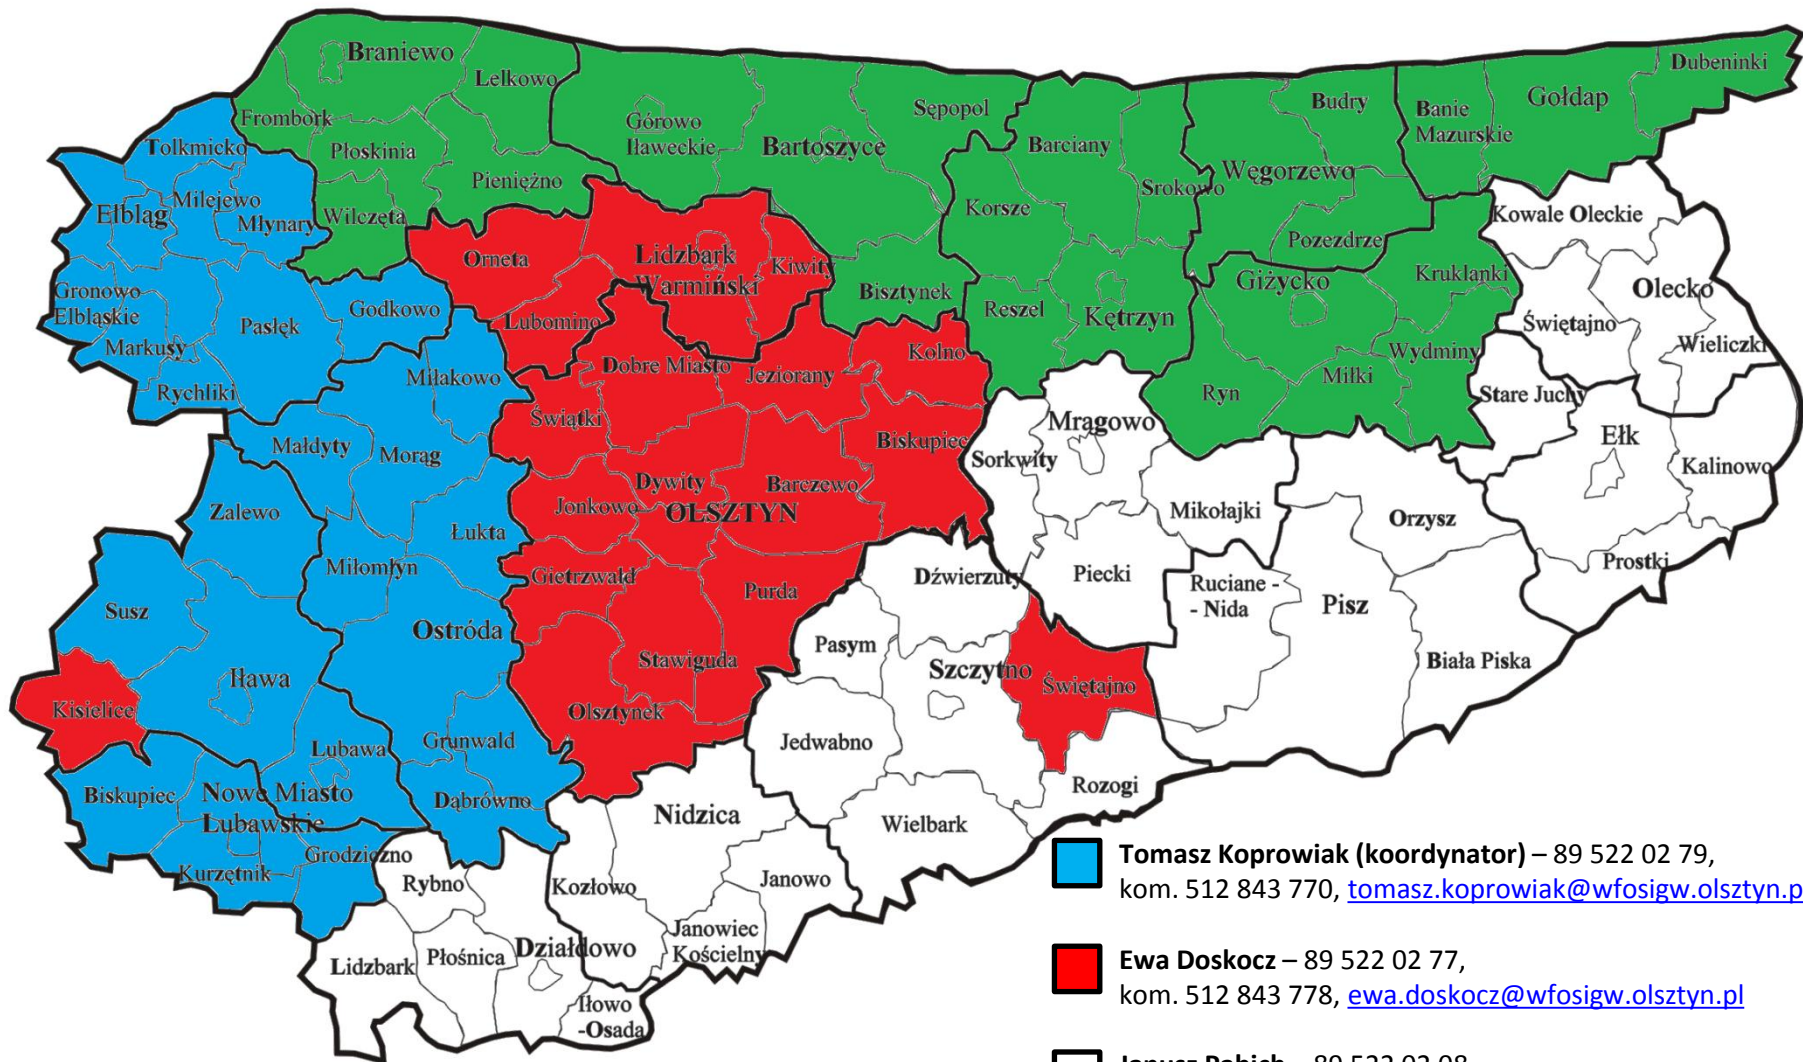 Braniewo
Lelkowo
Frombork
Płoskinia
Pieniężno
Wilczęta
Górowo
Iławeckie
Bartoszyce
Sępopol
Bisztynek
Barciany
Srokowo
Korsze
Reszel
Kętrzyn
Węgorzewo
Budry
Pozezdrze
Banie
Mazurskie
Gołdap
Dubeninki
Giżycko
Kruklanki
Wydminy
Miłki
Ryn
Kowale Oleckie
Olecko
Świętajno
Wieliczki
Stare Juchy
Ełk
Kalinowo
Prostki
Tolkmicko
Milejewo
Elbląg
Młynary
Gronowo
Elbląskie
Markusy
Pasłęk
Godkowo
Rychliki
Orneta
Lubomino
Lidzbark
Warmiński
Kiwity
Dobre Miasto
Jeziorany
Kolno
Świątki
Dywity
Barczewo
Biskupiec
Jonkowo
OLSZTYN
Gietrzwałd
Purda
Stawiguda
Olsztynek
Miłakowo
Małdyty
Morąg
Zalewo
Łukta
Miłomłyn
Ostróda
Susz
Iława
Kisielice
Lubawa
Grunwald
Dąbrówno
Biskupiec
Nowe Miasto
Lubawskie
Kurzętnik
Grodziczno
Mrągowo
Sorkwity
Mikołajki
Piecki
Orzysz
Ruciane -
- Nida
Pisz
Biała Piska
Dźwierzuty
Pasym
Szczytno
Świętajno
Jedwabno
Rozogi
Wielbark
Nidzica
Kozłowo
Janowo
Janowiec
Kościelny
Rybno
Lidzbark
Płośnica
Działdowo
Iłowo
-Osada
Tomasz Koprowiak (koordynator) – 89 522 02 79,
kom. 512 843 770, tomasz.koprowiak@wfosigw.olsztyn.p
Ewa Doskocz – 89 522 02 77,
kom. 512 843 778, ewa.doskocz@wfosigw.olsztyn.pl